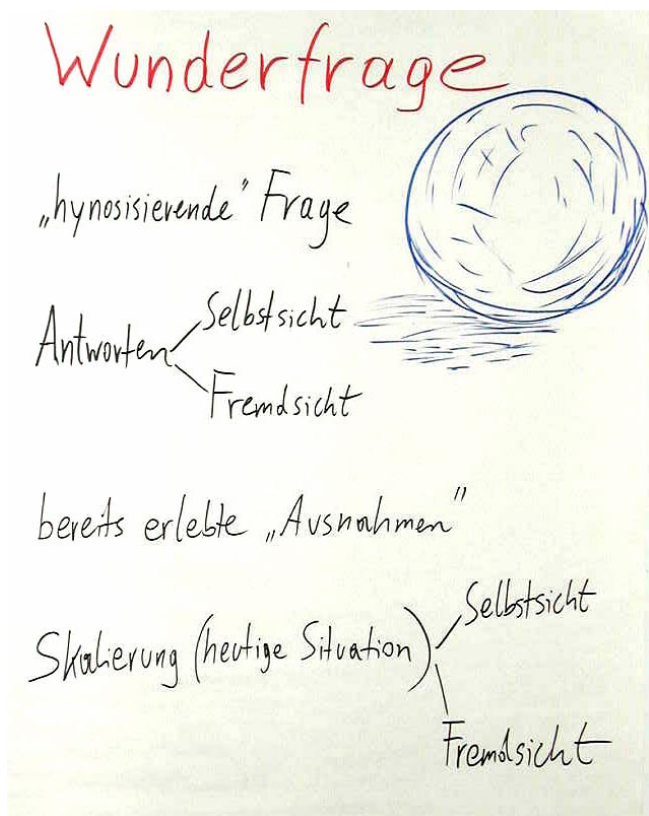 Wunderfrage
„hynosisierende" Frage
Antworten
Selbstsicht
Fremdsicht
bereits erlebte „Ausnahmen"
Skalierung (heutige Situation)
Selbstsicht
Fremdsicht